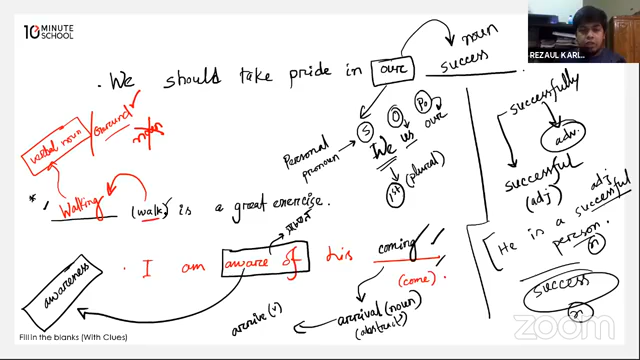 10 MINUTE SCHOOL
REZAUL KARI...
noun
. We should take pride in our success.
verbal noun / Gerund ✓
noun
Personal pronoun → S O Po
We us our
1st (plural)
successfully
adv.
successful (adj)
adj
He is a successful person (n)
success
n
* Walking (walk) is a great exercise.
. I am aware of his coming ✓✓
(come).
awareness
arrive (v) ← arrival (noun)
(abstract)
Fill in the blanks (With Clues)
zoom